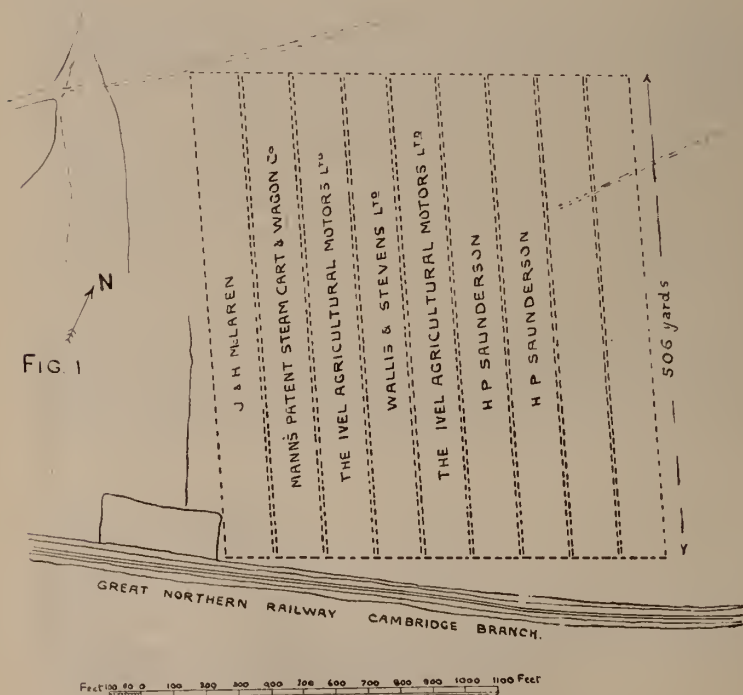 N
FIG. 1
J & H McLAREN
MANN'S PATENT STEAM CART & WAGON Co
THE IVEL AGRICULTURAL MOTORS LTD
WALLIS & STEVENS LTD
THE IVEL AGRICULTURAL MOTORS LTD
H P SAUNDERSON
H P SAUNDERSON
506 yards
GREAT NORTHERN RAILWAY CAMBRIDGE BRANCH.
Feet 100 50 0 100 200 300 400 500 600 700 800 900 1000 1100 Feet